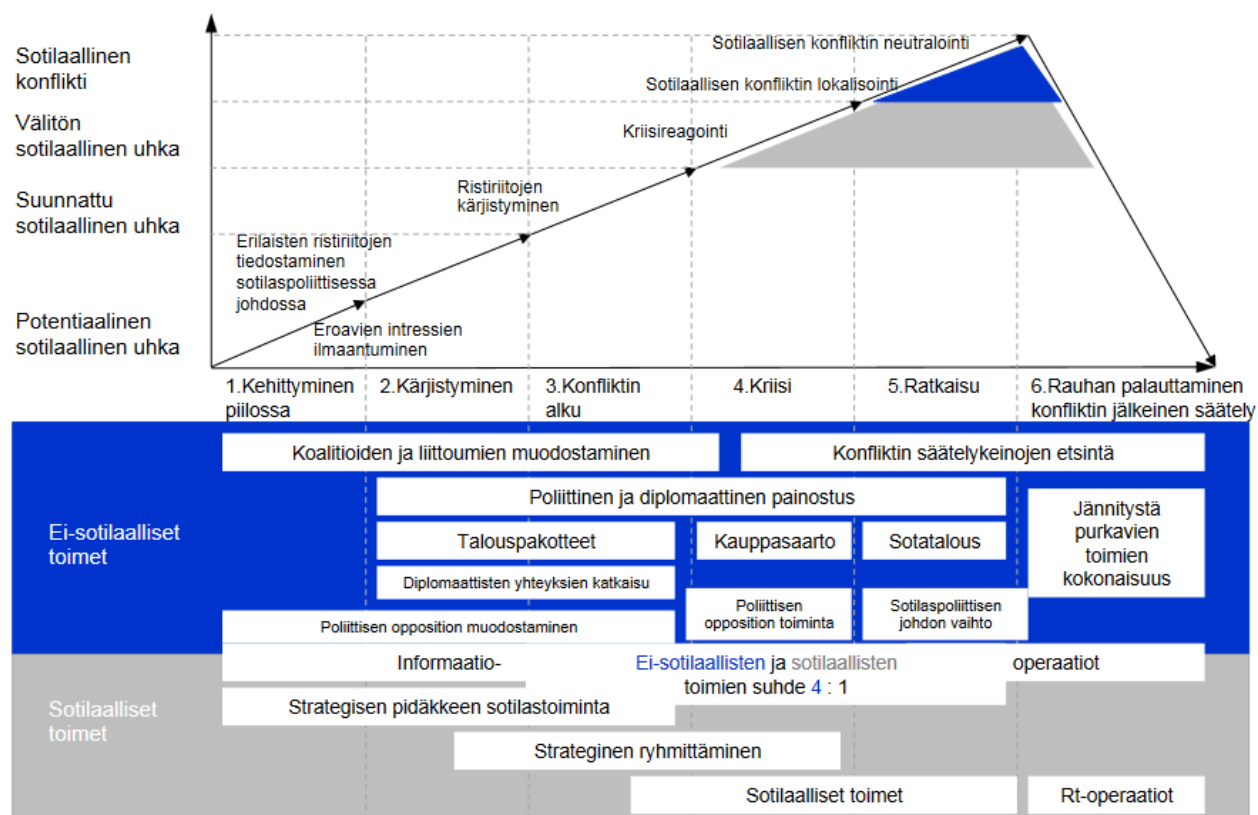 Sotilaallinen
konflikti
Välitön
sotilaallinen uhka
Suunnattu
sotilaallinen uhka
Potentiaalinen
sotilaallinen uhka
Sotilaallisen konfliktin neutralointi
Sotilaallisen konfliktin lokalisointi
Kriisireagointi
Ristiriitojen
kärjistyminen
Erilaisten ristiriitojen
tiedostaminen
sotilaspoliittisessa
johdossa
Eroavien intressien
ilmaantuminen
1.Kehittyminen
piilossa
2.Kärjistyminen
3.Konfliktin
alku
4.Kriisi
5.Ratkaisu
6.Rauhan palauttaminen
konfliktin jälkeinen säätely
Ei-sotilaalliset
toimet
Koalitioiden ja liittoumien muodostaminen
Konfliktin säätelykeinojen etsintä
Poliittinen ja diplomaattinen painostus
Jännitystä
purkavien
toimien
kokonaisuus
Talouspakotteet
Kauppasaarto
Sotatalous
Diplomaattisten yhteyksien katkaisu
Poliittisen opposition muodostaminen
Poliittisen
opposition toiminta
Sotilaspoliittisen
johdon vaihto
Informaatio-
operaatiot
Ei-sotilaallisten ja sotilaallisten
toimien suhde 4 : 1
Sotilaalliset
toimet
Strategisen pidäkkeen sotilastoiminta
Strateginen ryhmittäminen
Sotilaalliset toimet
Rt-operaatiot